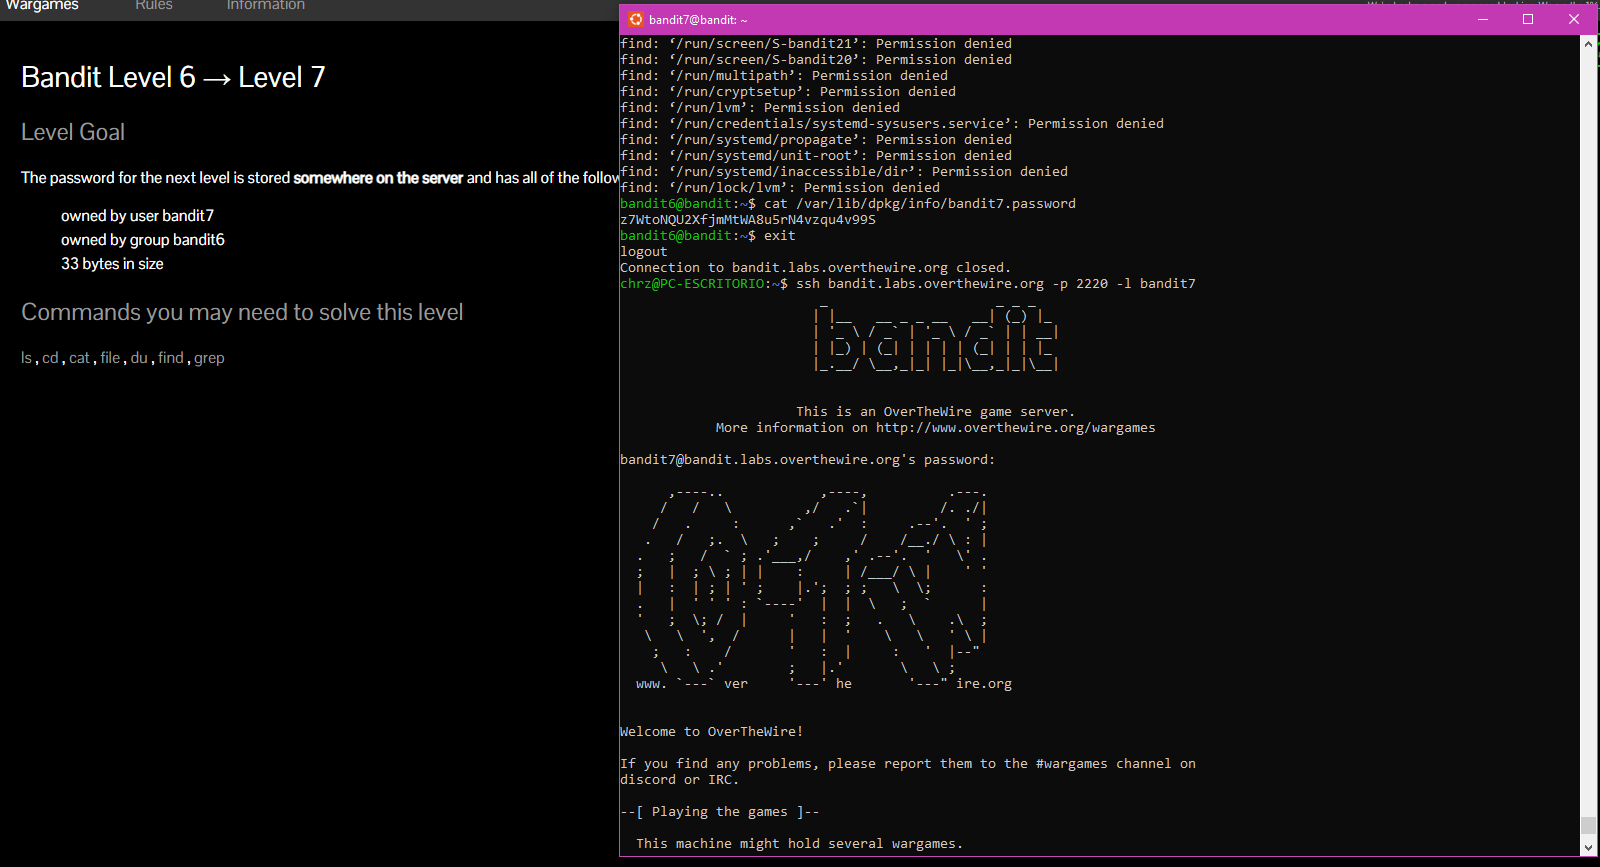 Wargames Rules Information
Bandit Level 6 → Level 7
Level Goal
The password for the next level is stored somewhere on the server and has all of the follow
owned by user bandit7
owned by group bandit6
33 bytes in size
Commands you may need to solve this level
ls , cd , cat , file , du , find , grep
bandit7@bandit: ~
find: ‘/run/screen/S-bandit21’: Permission denied
find: ‘/run/screen/S-bandit20’: Permission denied
find: ‘/run/multipath’: Permission denied
find: ‘/run/cryptsetup’: Permission denied
find: ‘/run/lvm’: Permission denied
find: ‘/run/credentials/systemd-sysusers.service’: Permission denied
find: ‘/run/systemd/propagate’: Permission denied
find: ‘/run/systemd/unit-root’: Permission denied
find: ‘/run/systemd/inaccessible/dir’: Permission denied
find: ‘/run/lock/lvm’: Permission denied
bandit6@bandit:~$ cat /var/lib/dpkg/info/bandit7.password
z7WtoNQU2XfjmMtWA8u5rN4vzqu4v99S
bandit6@bandit:~$ exit
logout
Connection to bandit.labs.overthewire.org closed.
chrz@PC-ESCRITORIO:~$ ssh bandit.labs.overthewire.org -p 2220 -l bandit7
bandit
This is an OverTheWire game server.
More information on http://www.overthewire.org/wargames
bandit7@bandit.labs.overthewire.org's password:
www. ver he ire.org
Welcome to OverTheWire!
If you find any problems, please report them to the #wargames channel on
discord or IRC.
--[ Playing the games ]--
This machine might hold several wargames.